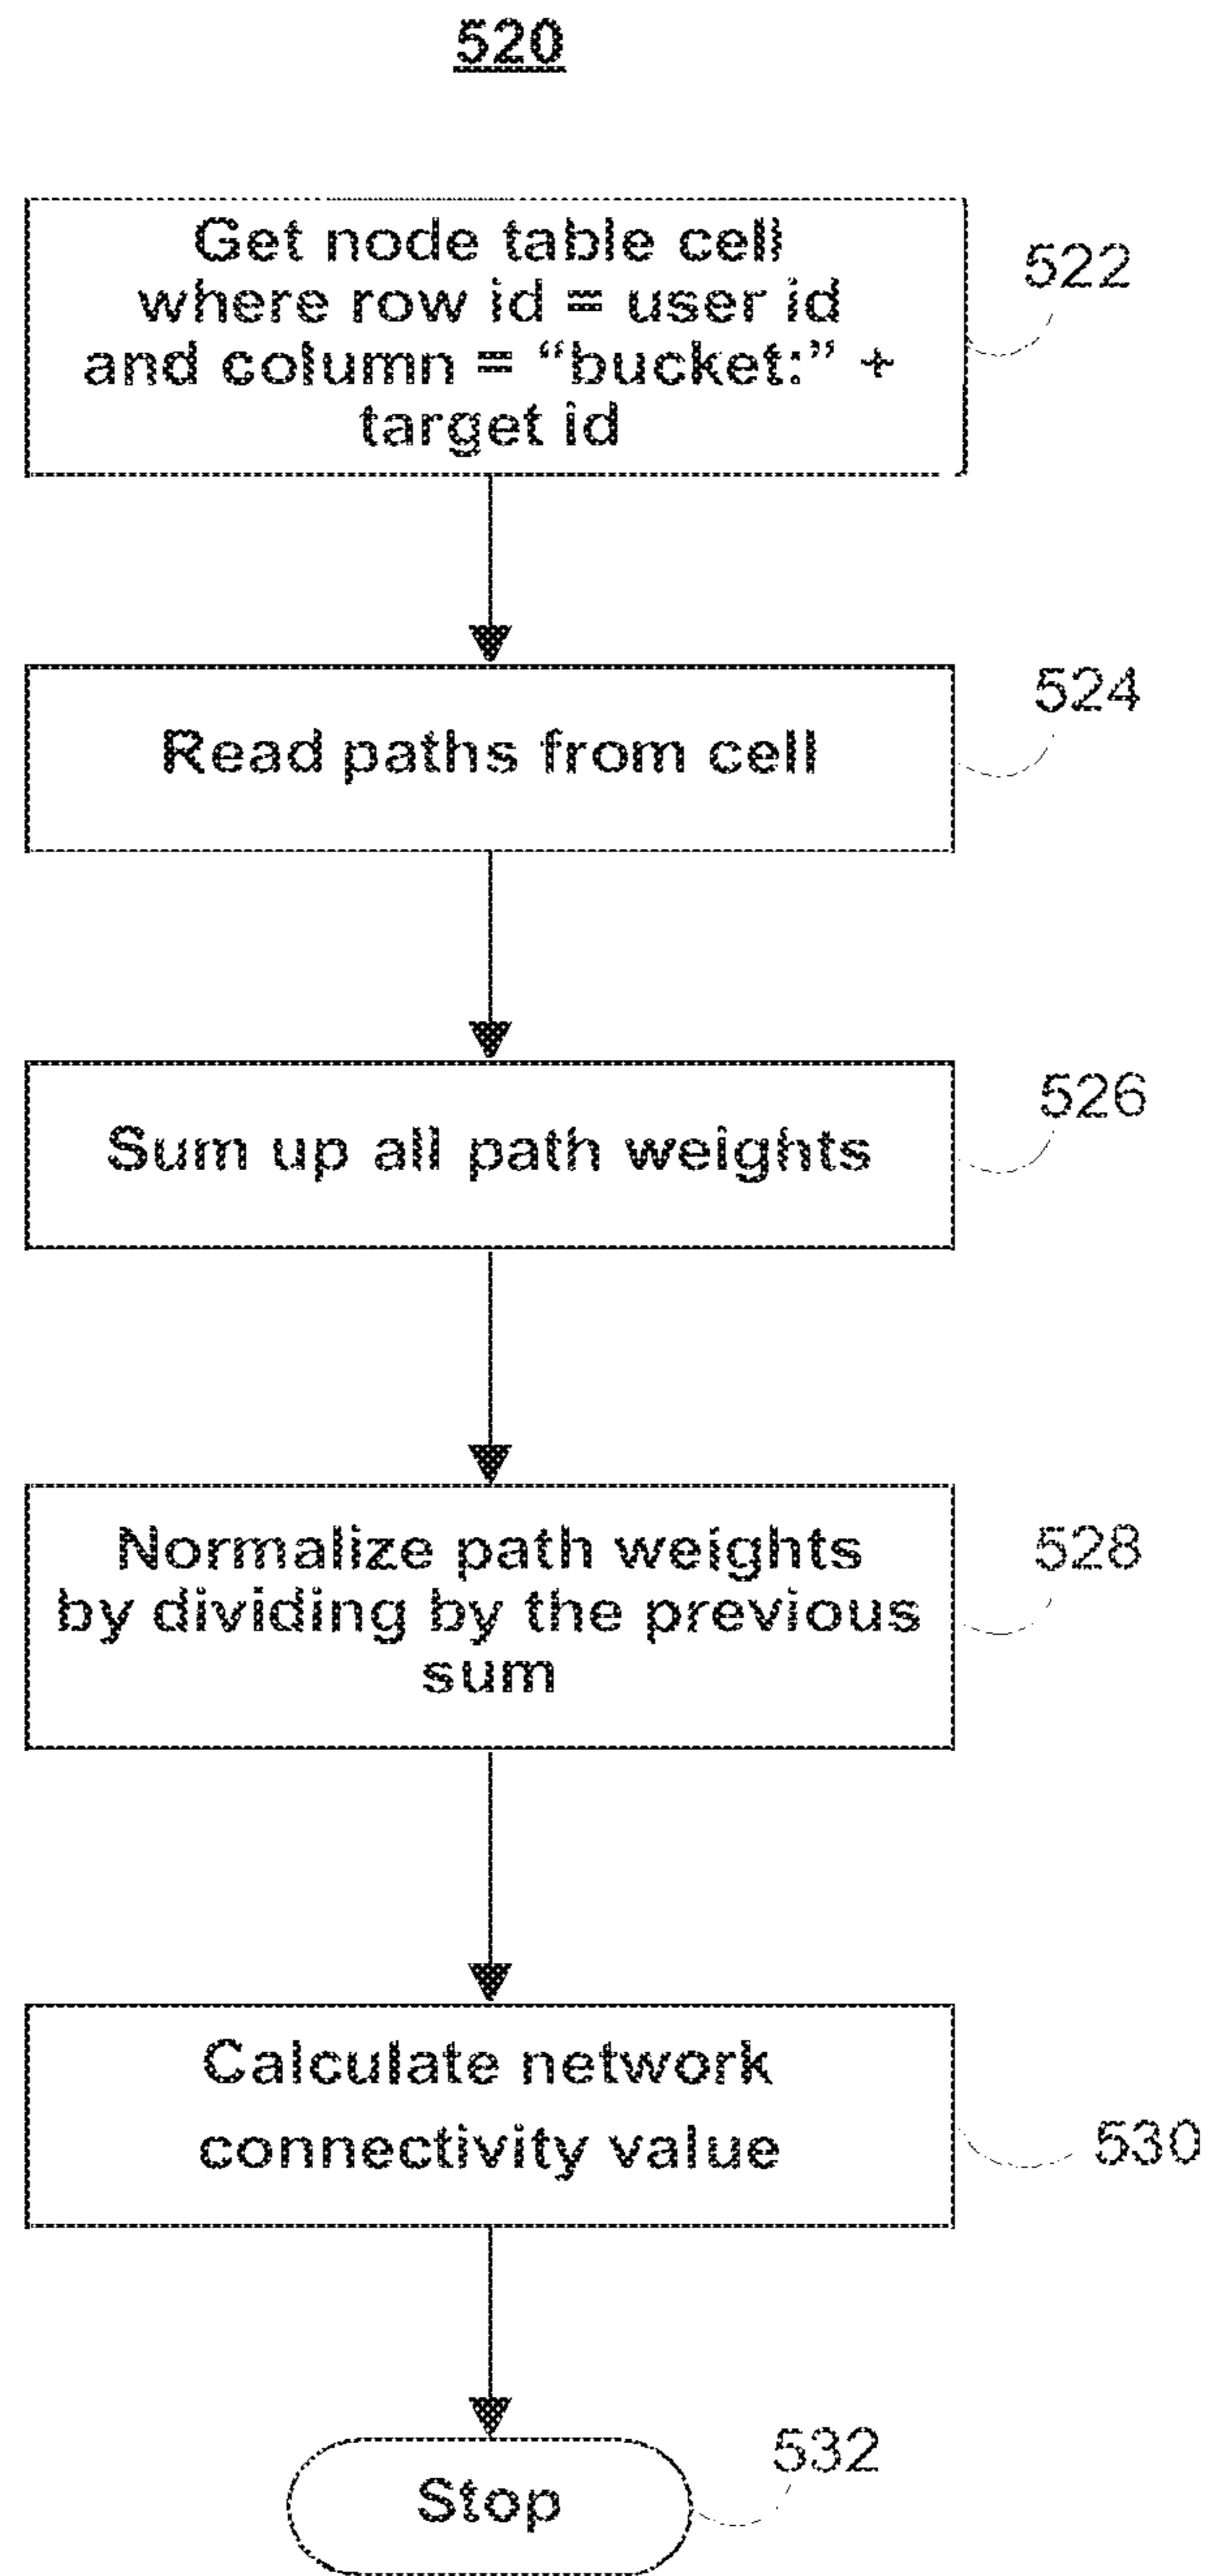 520
Get node table cell
where row id = user id
and column = “bucket:” +
target id
522
Read paths from cell
524
Sum up all path weights
526
Normalize path weights
by dividing by the previous
sum
528
Calculate network
connectivity value
530
Stop
532